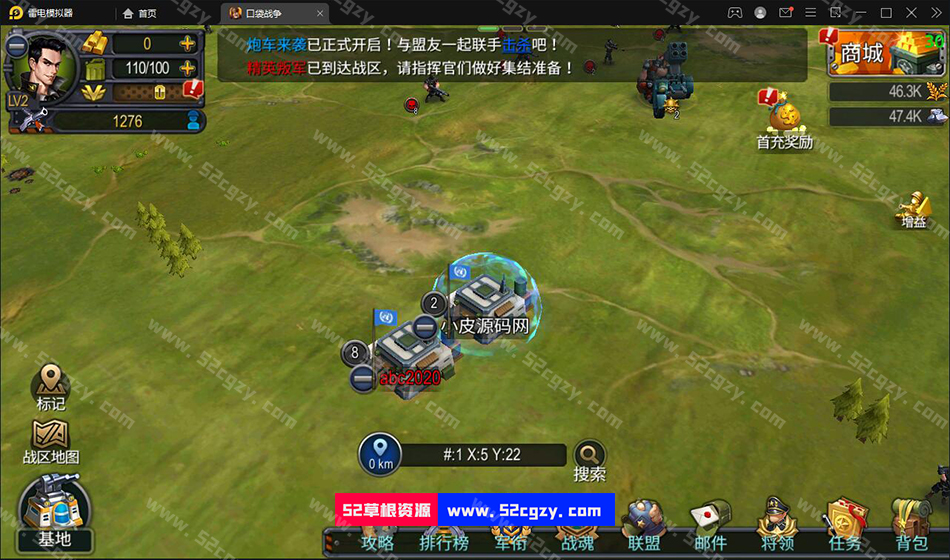 雷电模拟器
首页
口袋战争
×
0
110/100
LV2
1276
炮车来袭已正式开启！与盟友一起联手击杀吧！
精英叛军已到达战区，请指挥官们做好集结准备！
商城
30
46.3K
47.4K
首充奖励
增益
8
2
2
小皮源码网
8
abc2020
标记
战区地图
基地
0 km
#:1 X:5 Y:22
搜索
52草根资源 www.52cgzy.com
攻略 排行榜 军衔 战魂 联盟 邮件 将领 任务 背包
www.52cgzy.com